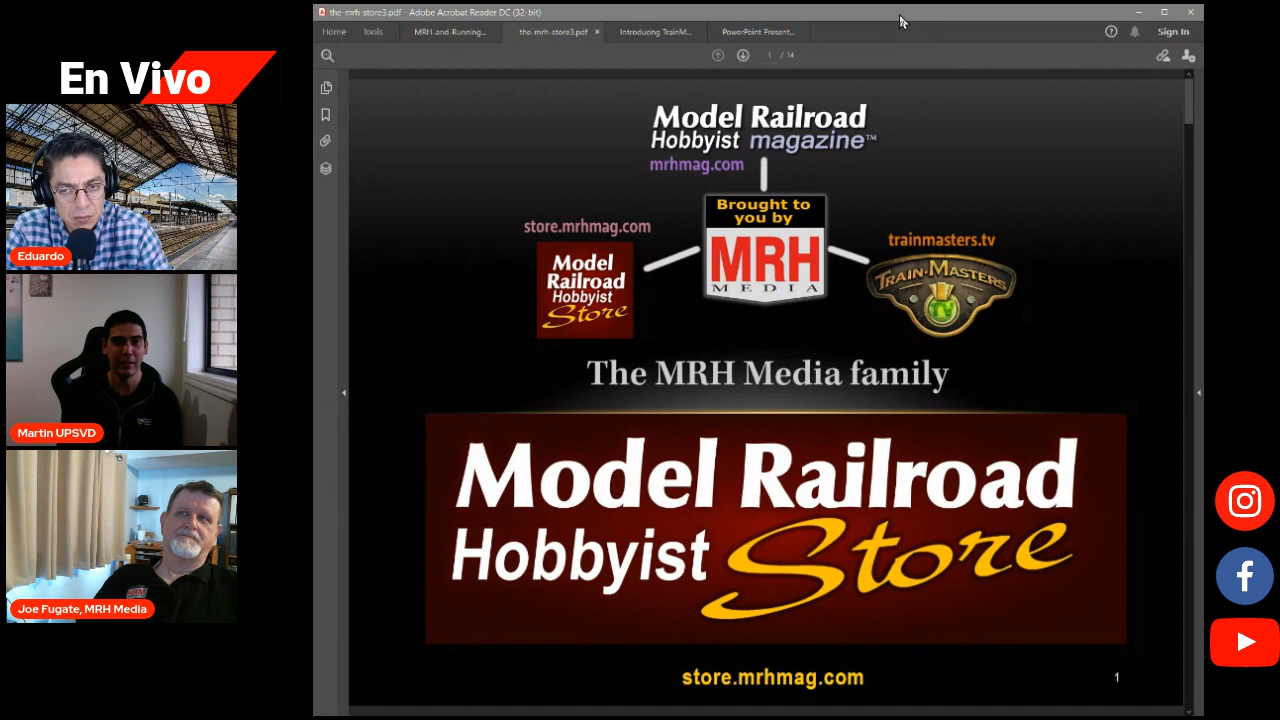 En Vivo
Eduardo
Martin UPSVD
Joe Fugate, MRH Media
the-mrh-store3.pdf - Adobe Acrobat Reader DC (32-bit)
Home Tools MRH-and-Running... the-mrh-store3.pdf × Introducing TrainM... PowerPoint Present... Sign In
1 / 14
Model Railroad
Hobbyist magazine™
mrhmag.com
Brought to
you by
MRH
MEDIA
store.mrhmag.com
Model
Railroad
Hobbyist
Store
trainmasters.tv
TRAIN-MASTERS
TV
The MRH Media family
Model Railroad
Hobbyist Store
store.mrhmag.com
1